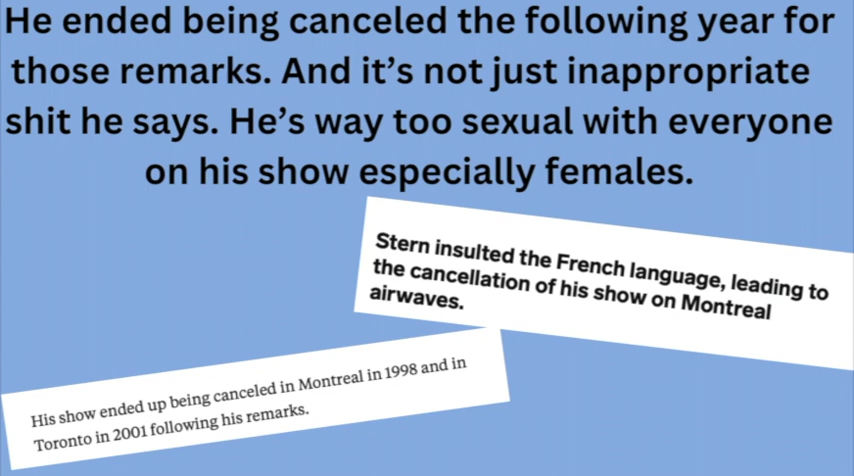 He ended being canceled the following year for
those remarks. And it’s not just inappropriate
shit he says. He’s way too sexual with everyone
on his show especially females.
Stern insulted the French language, leading to
the cancellation of his show on Montreal
airwaves.
His show ended up being canceled in Montreal in 1998 and in
Toronto in 2001 following his remarks.